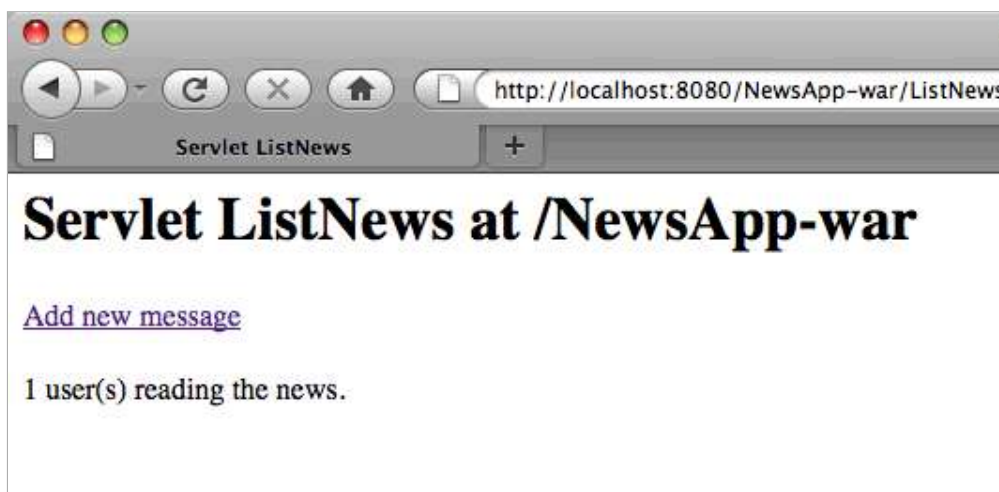 http://localhost:8080/NewsApp-war/ListNews
Servlet ListNews
Servlet ListNews at /NewsApp-war
Add new message
1 user(s) reading the news.